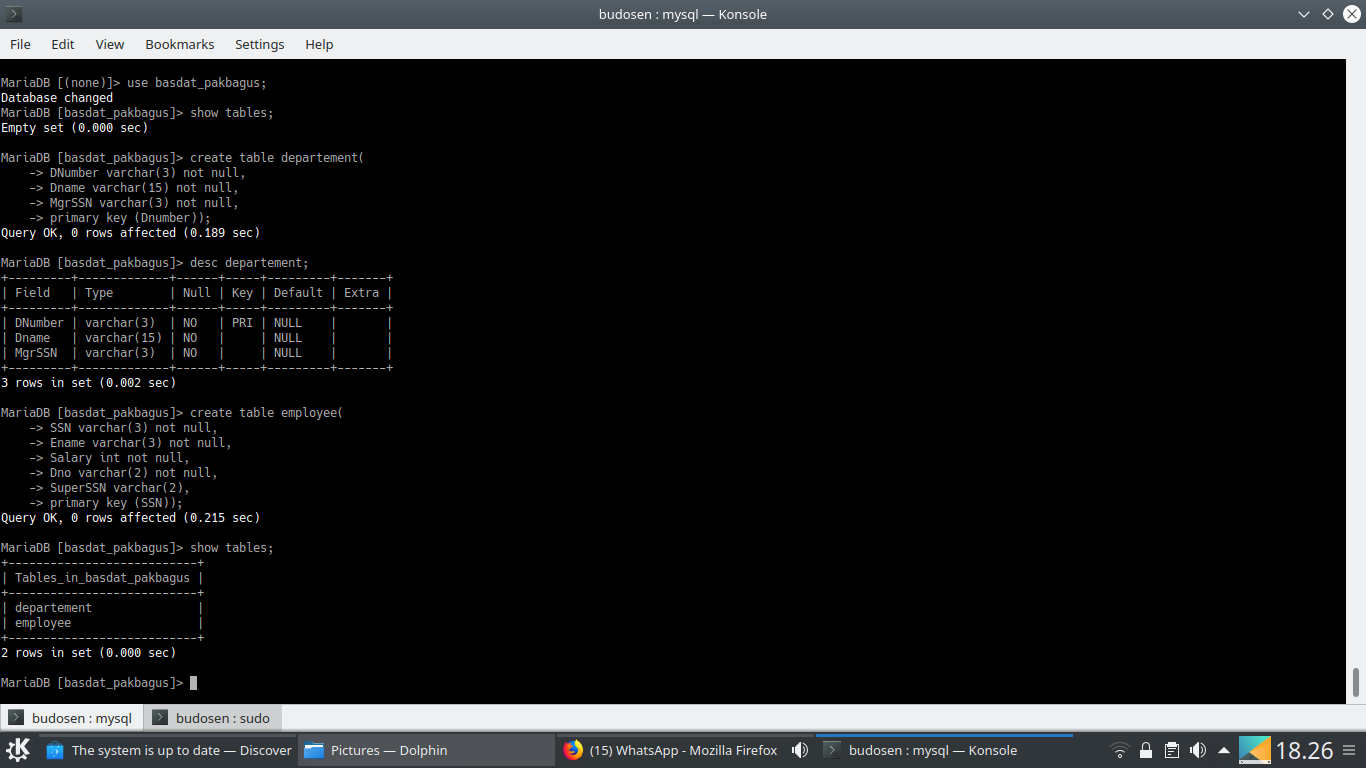 budosen : mysql — Konsole
File Edit View Bookmarks Settings Help
MariaDB [(none)]> use basdat_pakbagus;
Database changed
MariaDB [basdat_pakbagus]> show tables;
Empty set (0.000 sec)
MariaDB [basdat_pakbagus]> create table departement(
    -> DNumber varchar(3) not null,
    -> Dname varchar(15) not null,
    -> MgrSSN varchar(3) not null,
    -> primary key (Dnumber));
Query OK, 0 rows affected (0.189 sec)
MariaDB [basdat_pakbagus]> desc departement;
+---------+-------------+------+-----+---------+-------+
| Field   | Type        | Null | Key | Default | Extra |
+---------+-------------+------+-----+---------+-------+
| DNumber | varchar(3)  | NO   | PRI | NULL    |       |
| Dname   | varchar(15) | NO   |     | NULL    |       |
| MgrSSN  | varchar(3)  | NO   |     | NULL    |       |
+---------+-------------+------+-----+---------+-------+
3 rows in set (0.002 sec)
MariaDB [basdat_pakbagus]> create table employee(
    -> SSN varchar(3) not null,
    -> Ename varchar(3) not null,
    -> Salary int not null,
    -> Dno varchar(2) not null,
    -> SuperSSN varchar(2),
    -> primary key (SSN));
Query OK, 0 rows affected (0.215 sec)
MariaDB [basdat_pakbagus]> show tables;
+---------------------------+
| Tables_in_basdat_pakbagus |
+---------------------------+
| departement               |
| employee                  |
+---------------------------+
2 rows in set (0.000 sec)
MariaDB [basdat_pakbagus]>
budosen : mysql budosen : sudo
The system is up to date — Discover Pictures — Dolphin (15) WhatsApp - Mozilla Firefox budosen : mysql — Konsole 18.26